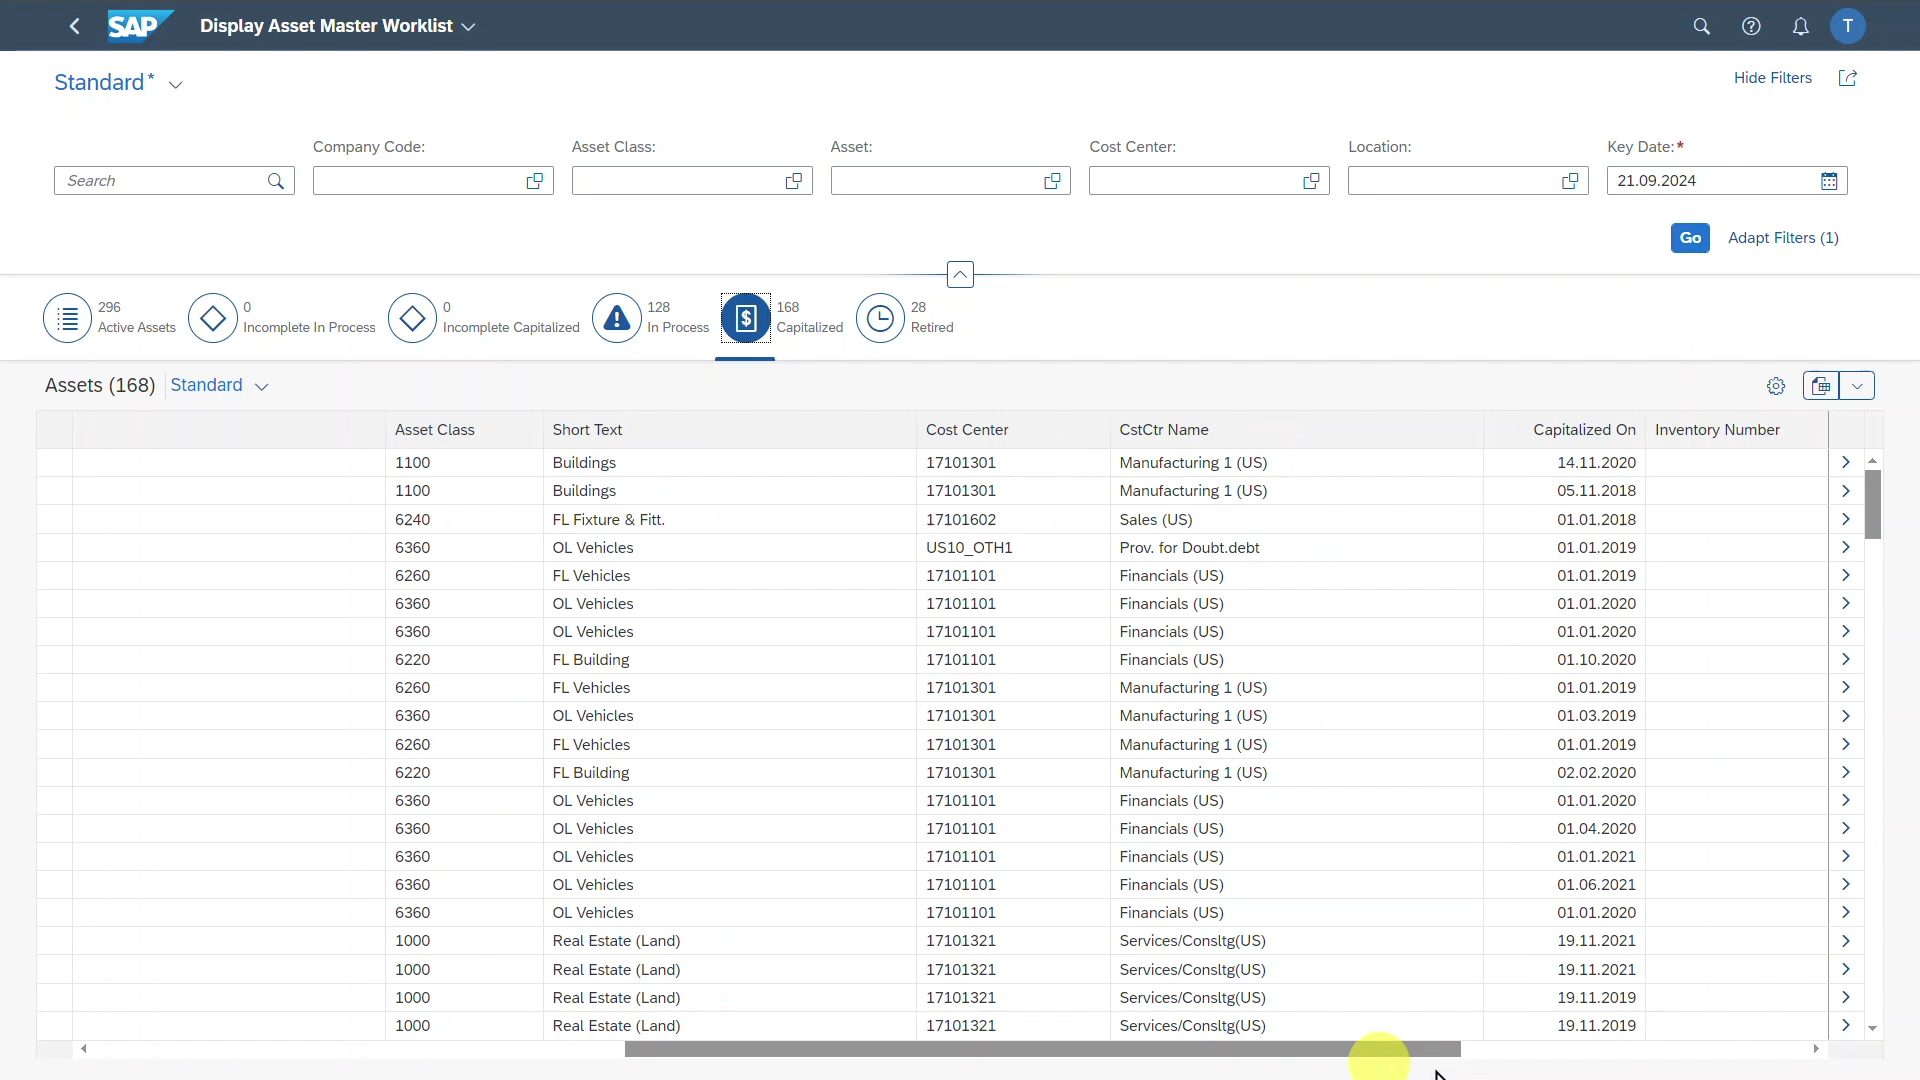 SAP Display Asset Master Worklist T
Standard*
Hide Filters
Company Code: Asset Class: Asset: Cost Center: Location: Key Date:*
Search 21.09.2024
Go Adapt Filters (1)
296 0 0 128 168 28
Active Assets Incomplete In Process Incomplete Capitalized In Process Capitalized Retired
Assets (168) Standard
Asset Class Short Text Cost Center CstCtr Name Capitalized On Inventory Number
1100 Buildings 17101301 Manufacturing 1 (US) 14.11.2020
1100 Buildings 17101301 Manufacturing 1 (US) 05.11.2018
6240 FL Fixture & Fitt. 17101602 Sales (US) 01.01.2018
6360 OL Vehicles US10_OTH1 Prov. for Doubt.debt 01.01.2019
6260 FL Vehicles 17101101 Financials (US) 01.01.2019
6360 OL Vehicles 17101101 Financials (US) 01.01.2020
6360 OL Vehicles 17101101 Financials (US) 01.01.2020
6220 FL Building 17101101 Financials (US) 01.10.2020
6260 FL Vehicles 17101301 Manufacturing 1 (US) 01.01.2019
6360 OL Vehicles 17101301 Manufacturing 1 (US) 01.03.2019
6260 FL Vehicles 17101301 Manufacturing 1 (US) 01.01.2019
6220 FL Building 17101301 Manufacturing 1 (US) 02.02.2020
6360 OL Vehicles 17101101 Financials (US) 01.01.2020
6360 OL Vehicles 17101101 Financials (US) 01.04.2020
6360 OL Vehicles 17101101 Financials (US) 01.01.2021
6360 OL Vehicles 17101101 Financials (US) 01.06.2021
6360 OL Vehicles 17101101 Financials (US) 01.01.2020
1000 Real Estate (Land) 17101321 Services/Consltg(US) 19.11.2021
1000 Real Estate (Land) 17101321 Services/Consltg(US) 19.11.2021
1000 Real Estate (Land) 17101321 Services/Consltg(US) 19.11.2019
1000 Real Estate (Land) 17101321 Services/Consltg(US) 19.11.2019